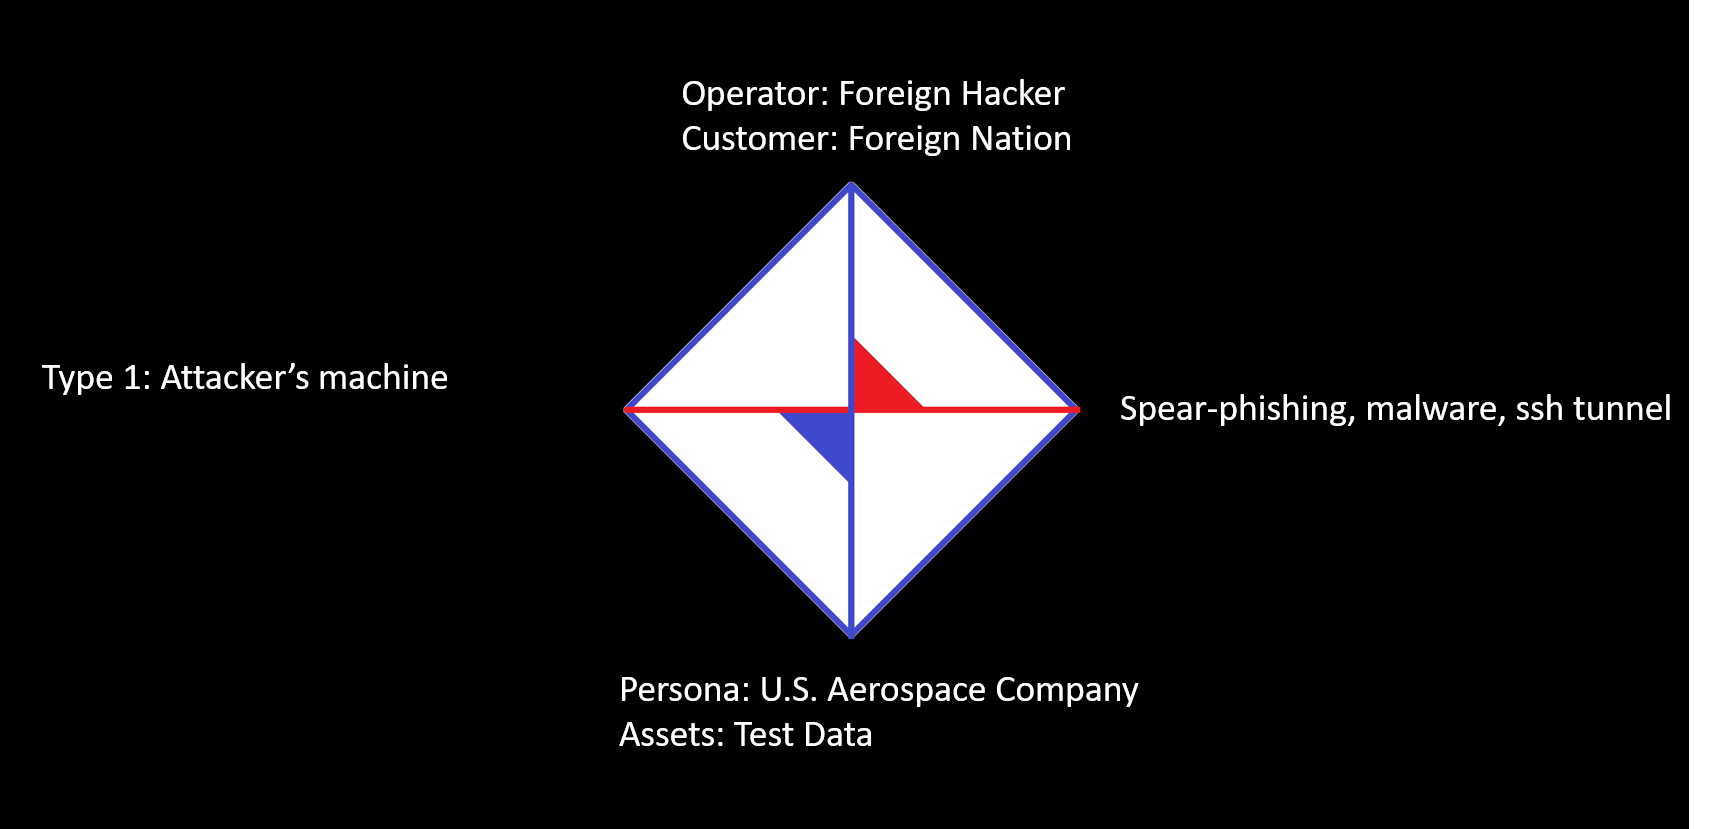 Operator: Foreign Hacker
Customer: Foreign Nation
Type 1: Attacker’s machine
Spear-phishing, malware, ssh tunnel
Persona: U.S. Aerospace Company
Assets: Test Data